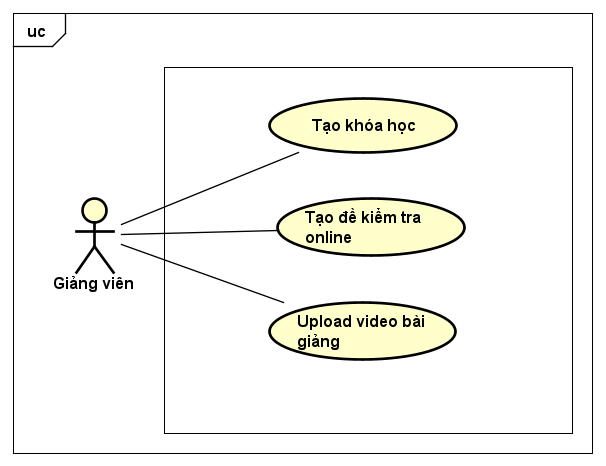 uc
Tạo khóa học
Tạo đề kiểm tra
online
Giảng viên
Upload video bài
giảng